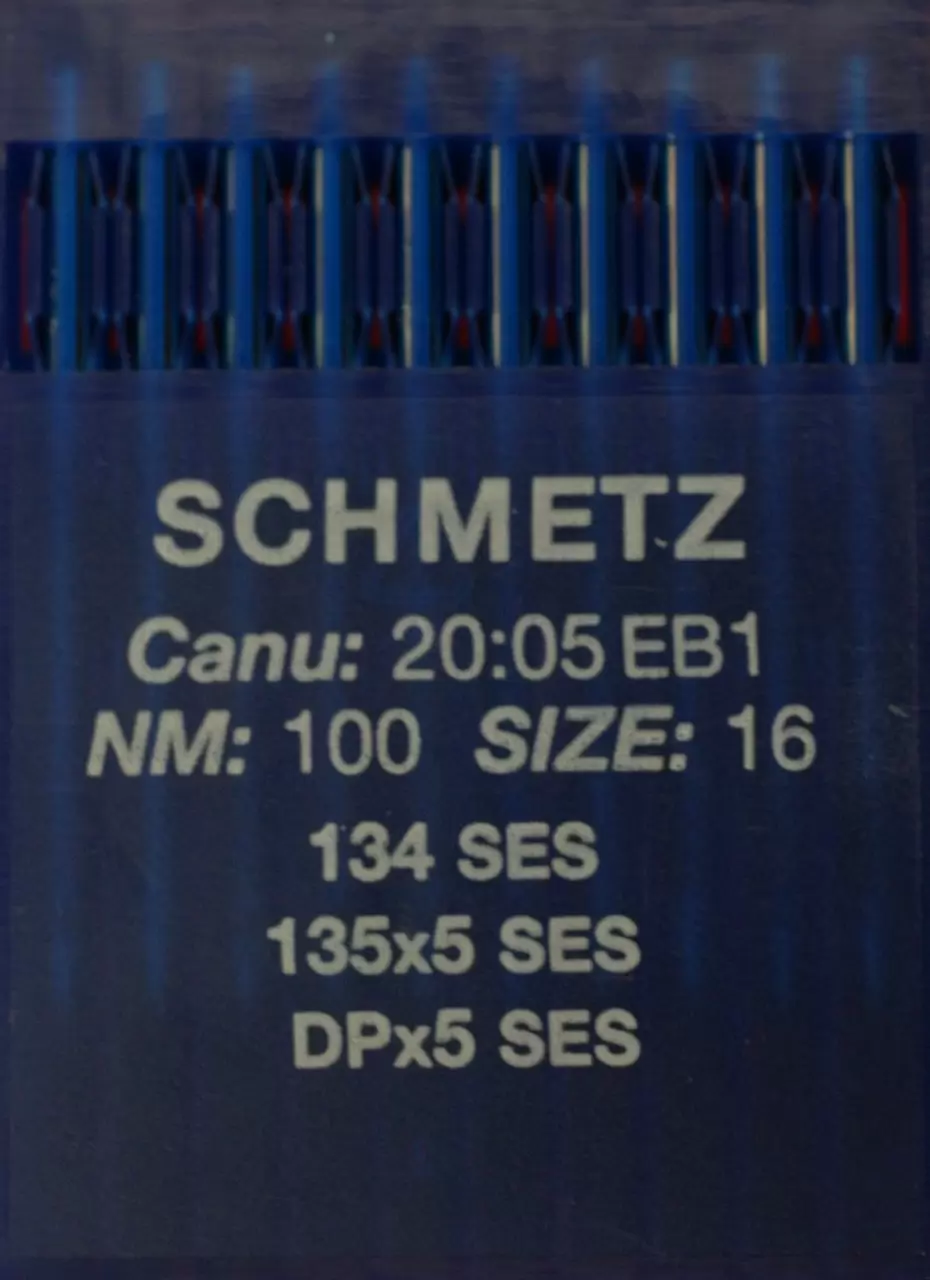 SCHMETZ
Canu: 20:05 EB1
NM: 100 SIZE: 16
134 SES
135x5 SES
DPx5 SES